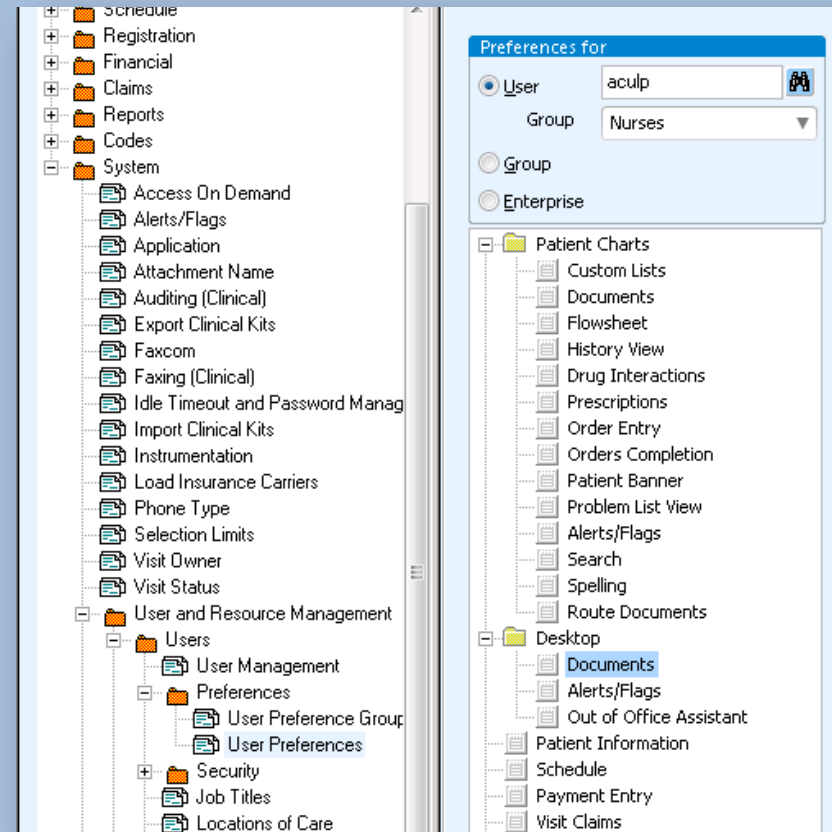 Schedule
Registration
Financial
Claims
Reports
Codes
System
Access On Demand
Alerts/Flags
Application
Attachment Name
Auditing (Clinical)
Export Clinical Kits
Faxcom
Faxing (Clinical)
Idle Timeout and Password Manag
Import Clinical Kits
Instrumentation
Load Insurance Carriers
Phone Type
Selection Limits
Visit Owner
Visit Status
User and Resource Management
Users
User Management
Preferences
User Preference Group
User Preferences
Security
Job Titles
Locations of Care
Preferences for
User aculp
Group Nurses
Group
Enterprise
Patient Charts
Custom Lists
Documents
Flowsheet
History View
Drug Interactions
Prescriptions
Order Entry
Orders Completion
Patient Banner
Problem List View
Alerts/Flags
Search
Spelling
Route Documents
Desktop
Documents
Alerts/Flags
Out of Office Assistant
Patient Information
Schedule
Payment Entry
Visit Claims